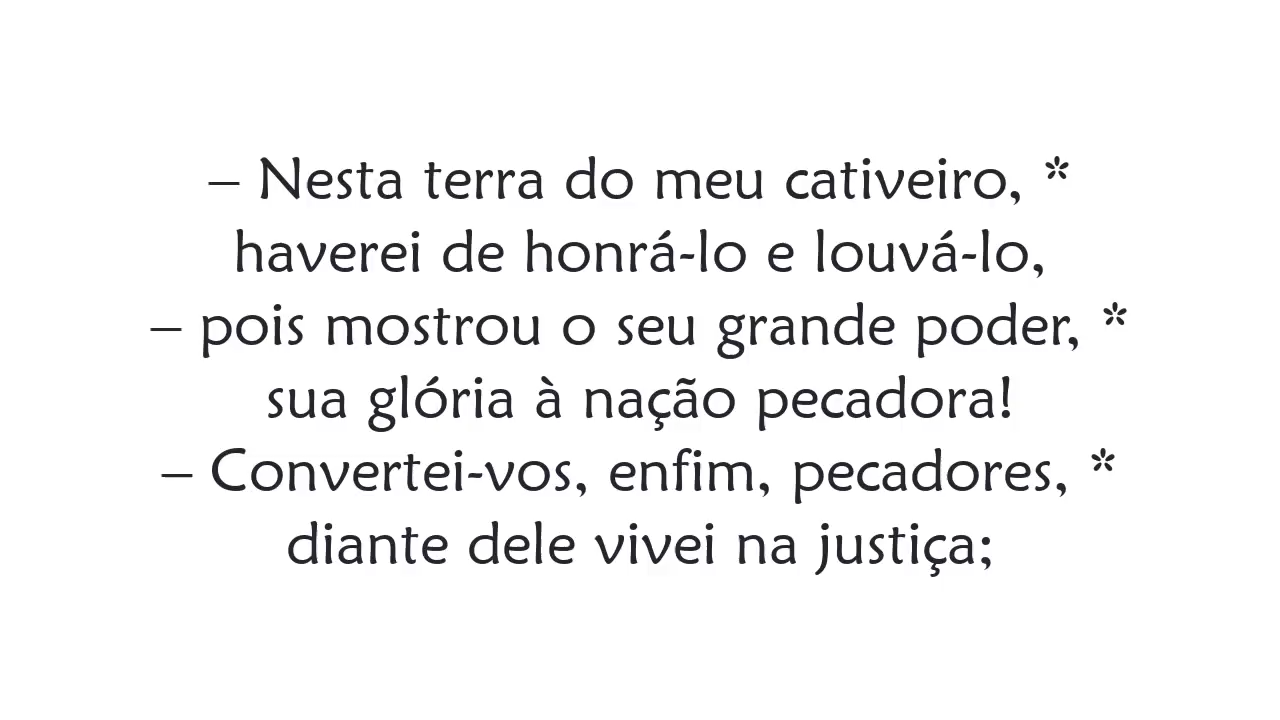 – Nesta terra do meu cativeiro, *
haverei de honrá-lo e louvá-lo,
– pois mostrou o seu grande poder, *
sua glória à nação pecadora!
– Convertei-vos, enfim, pecadores, *
diante dele vivei na justiça;